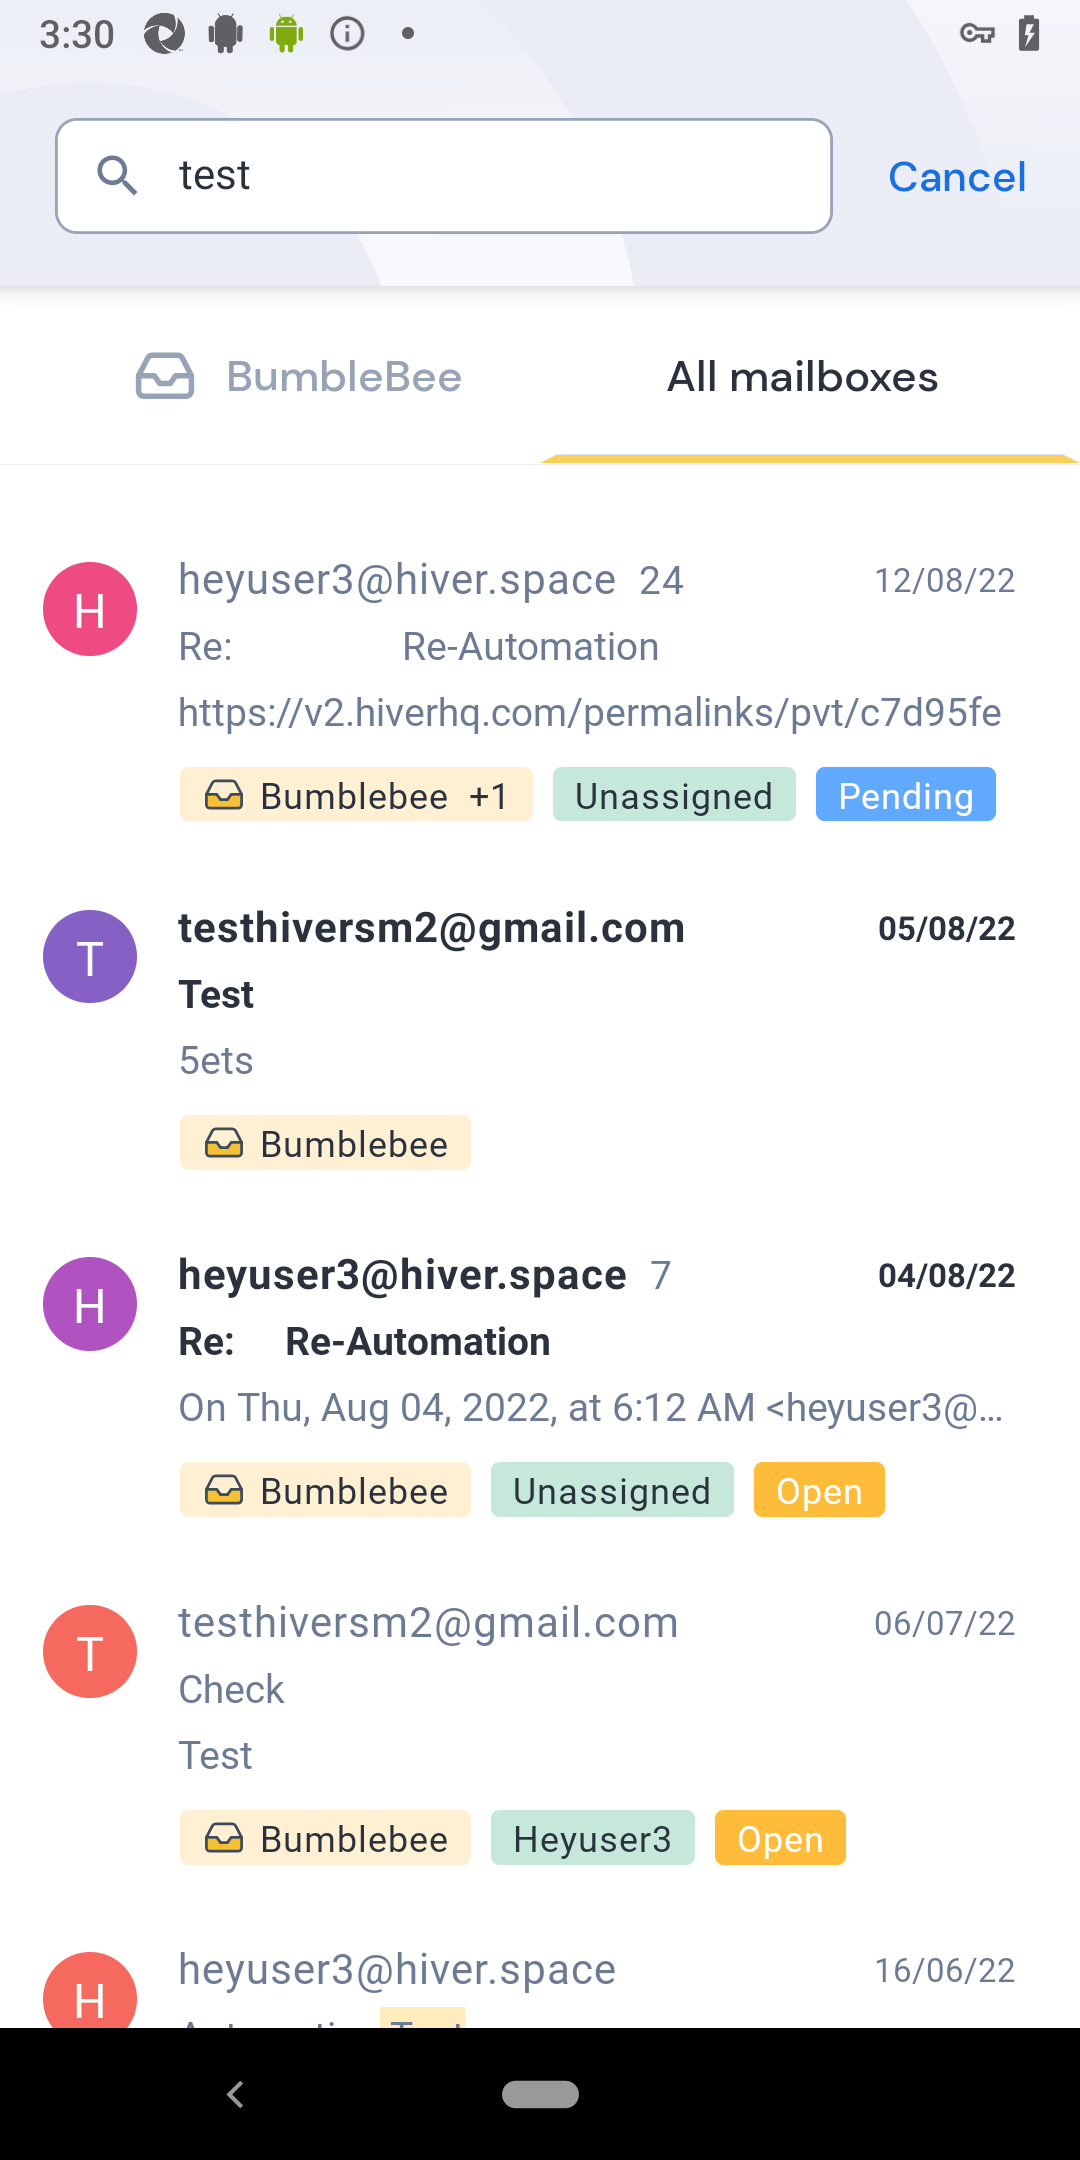 3:30
test
Cancel
BumbleBee
All mailboxes
H
heyuser3@hiver.space 24
12/08/22
Re: Re-Automation
https://v2.hiverhq.com/permalinks/pvt/c7d95fe
Bumblebee +1 Unassigned Pending
T
testhiversm2@gmail.com
05/08/22
Test
5ets
Bumblebee
H
heyuser3@hiver.space 7
04/08/22
Re: Re-Automation
On Thu, Aug 04, 2022, at 6:12 AM <heyuser3@...
Bumblebee Unassigned Open
T
testhiversm2@gmail.com
06/07/22
Check
Test
Bumblebee Heyuser3 Open
H
heyuser3@hiver.space
16/06/22